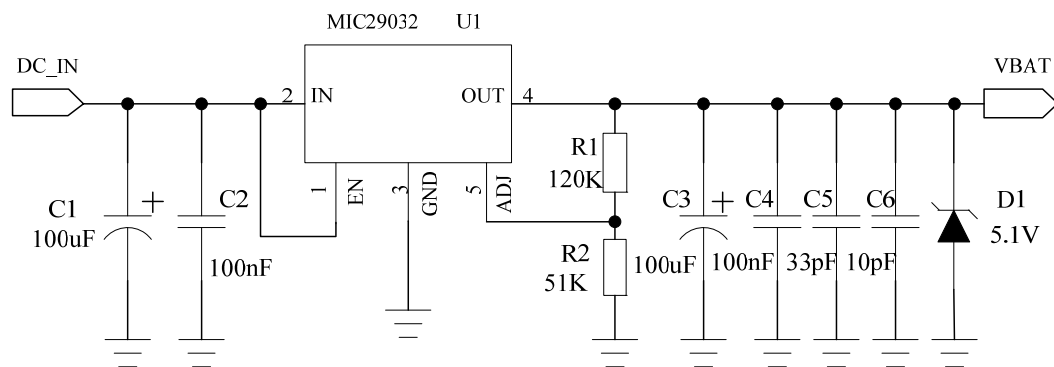 MIC29032 U1
DC_IN
VBAT
2 IN OUT 4
1 EN
3 GND
5 ADJ
C1 +
100uF
C2
100nF
R1
120K
R2
51K
C3 +
100uF
C4
100nF
C5
33pF
C6
10pF
D1
5.1V